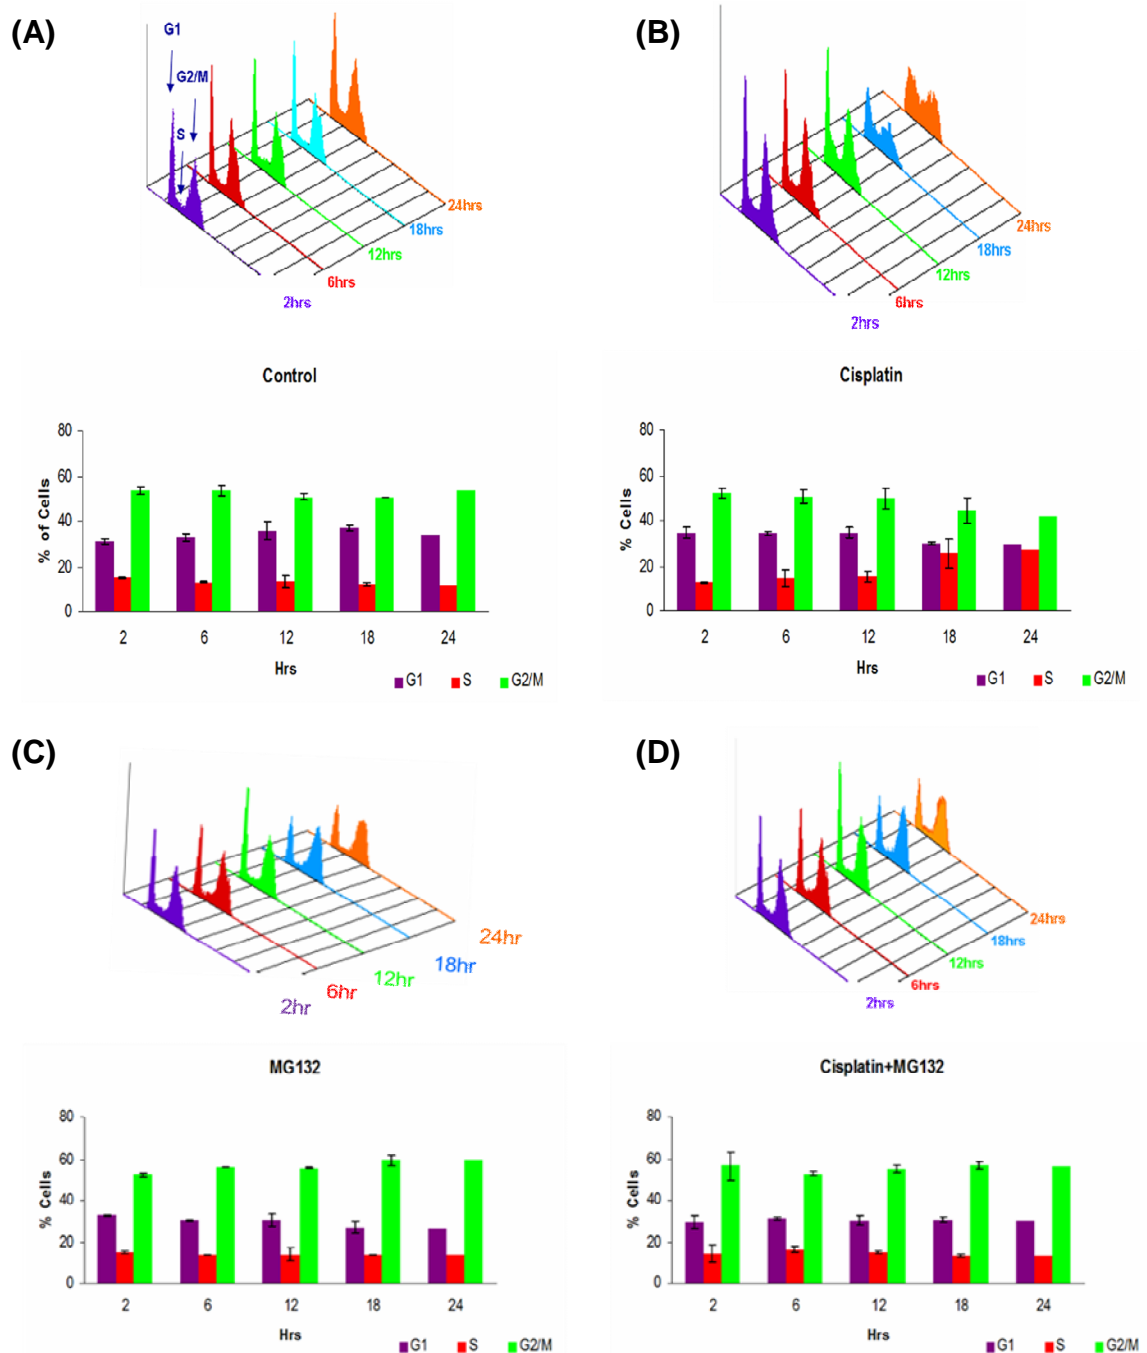 (A)
G1
G2/M
S
24hrs
18hrs
12hrs
6hrs
2hrs
(B)
24hrs
18hrs
12hrs
6hrs
2hrs
Control
80
60
40
20
0
% of Cells
2 6 12 18 24
Hrs
G1 S G2/M
Cisplatin
80
60
40
20
0
% Cells
2 6 12 18 24
Hrs
G1 S G2/M
(C)
24hr
18hr
12hr
6hr
2hr
(D)
24hrs
18hrs
12hrs
6hrs
2hrs
MG132
80
60
40
20
0
% Cells
2 6 12 18 24
Hrs
G1 S G2/M
Cisplatin+MG132
80
60
40
20
0
% Cells
2 6 12 18 24
Hrs
G1 S G2/M